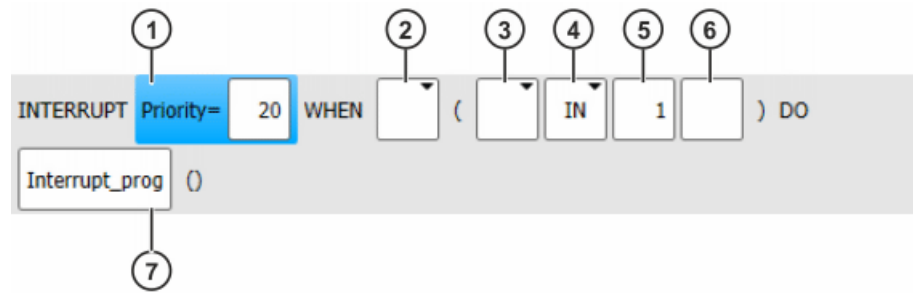 1 2 3 4 5 6
INTERRUPT Priority= 20 WHEN ( IN 1 ) DO
Interrupt_prog ()
7